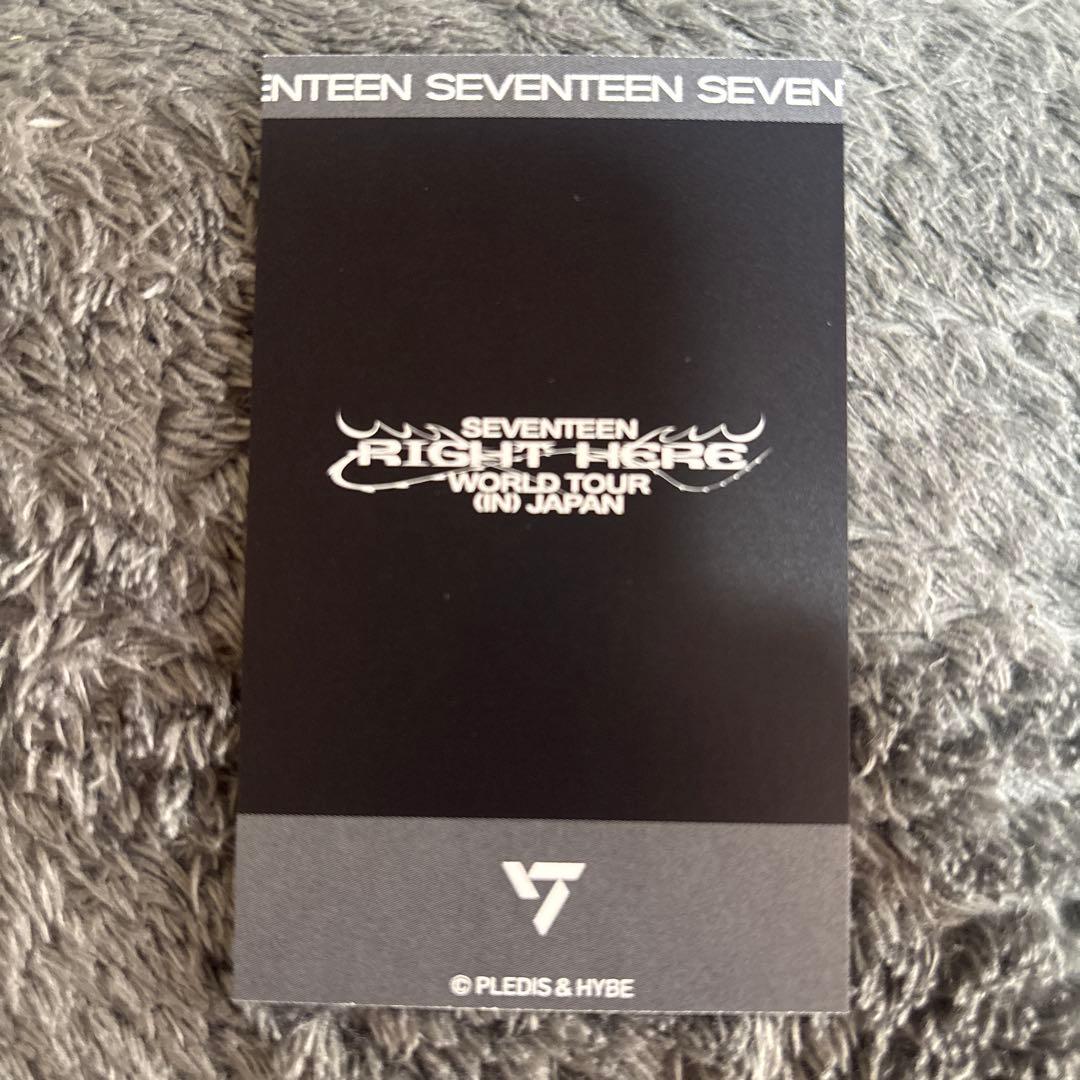 ENTEEN SEVENTEEN SEVEN
SEVENTEEN
RIGHT HERE
WORLD TOUR
(IN) JAPAN
© PLEDIS & HYBE